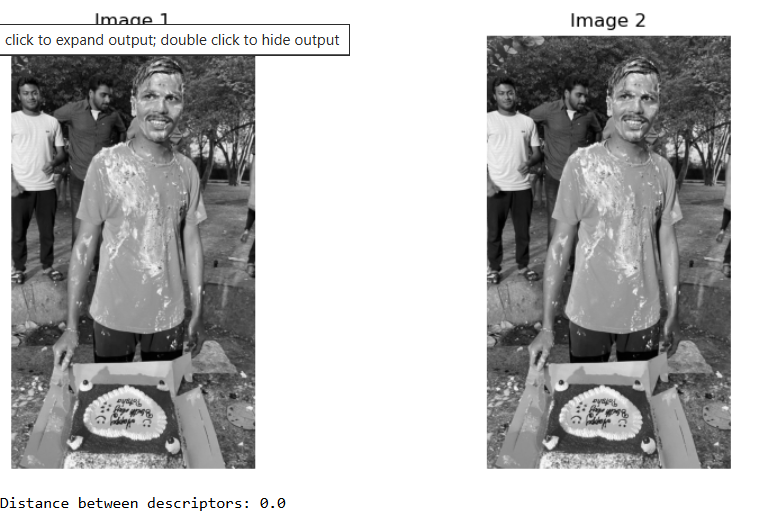 Image 1
Image 2
click to expand output; double click to hide output
Distance between descriptors: 0.0